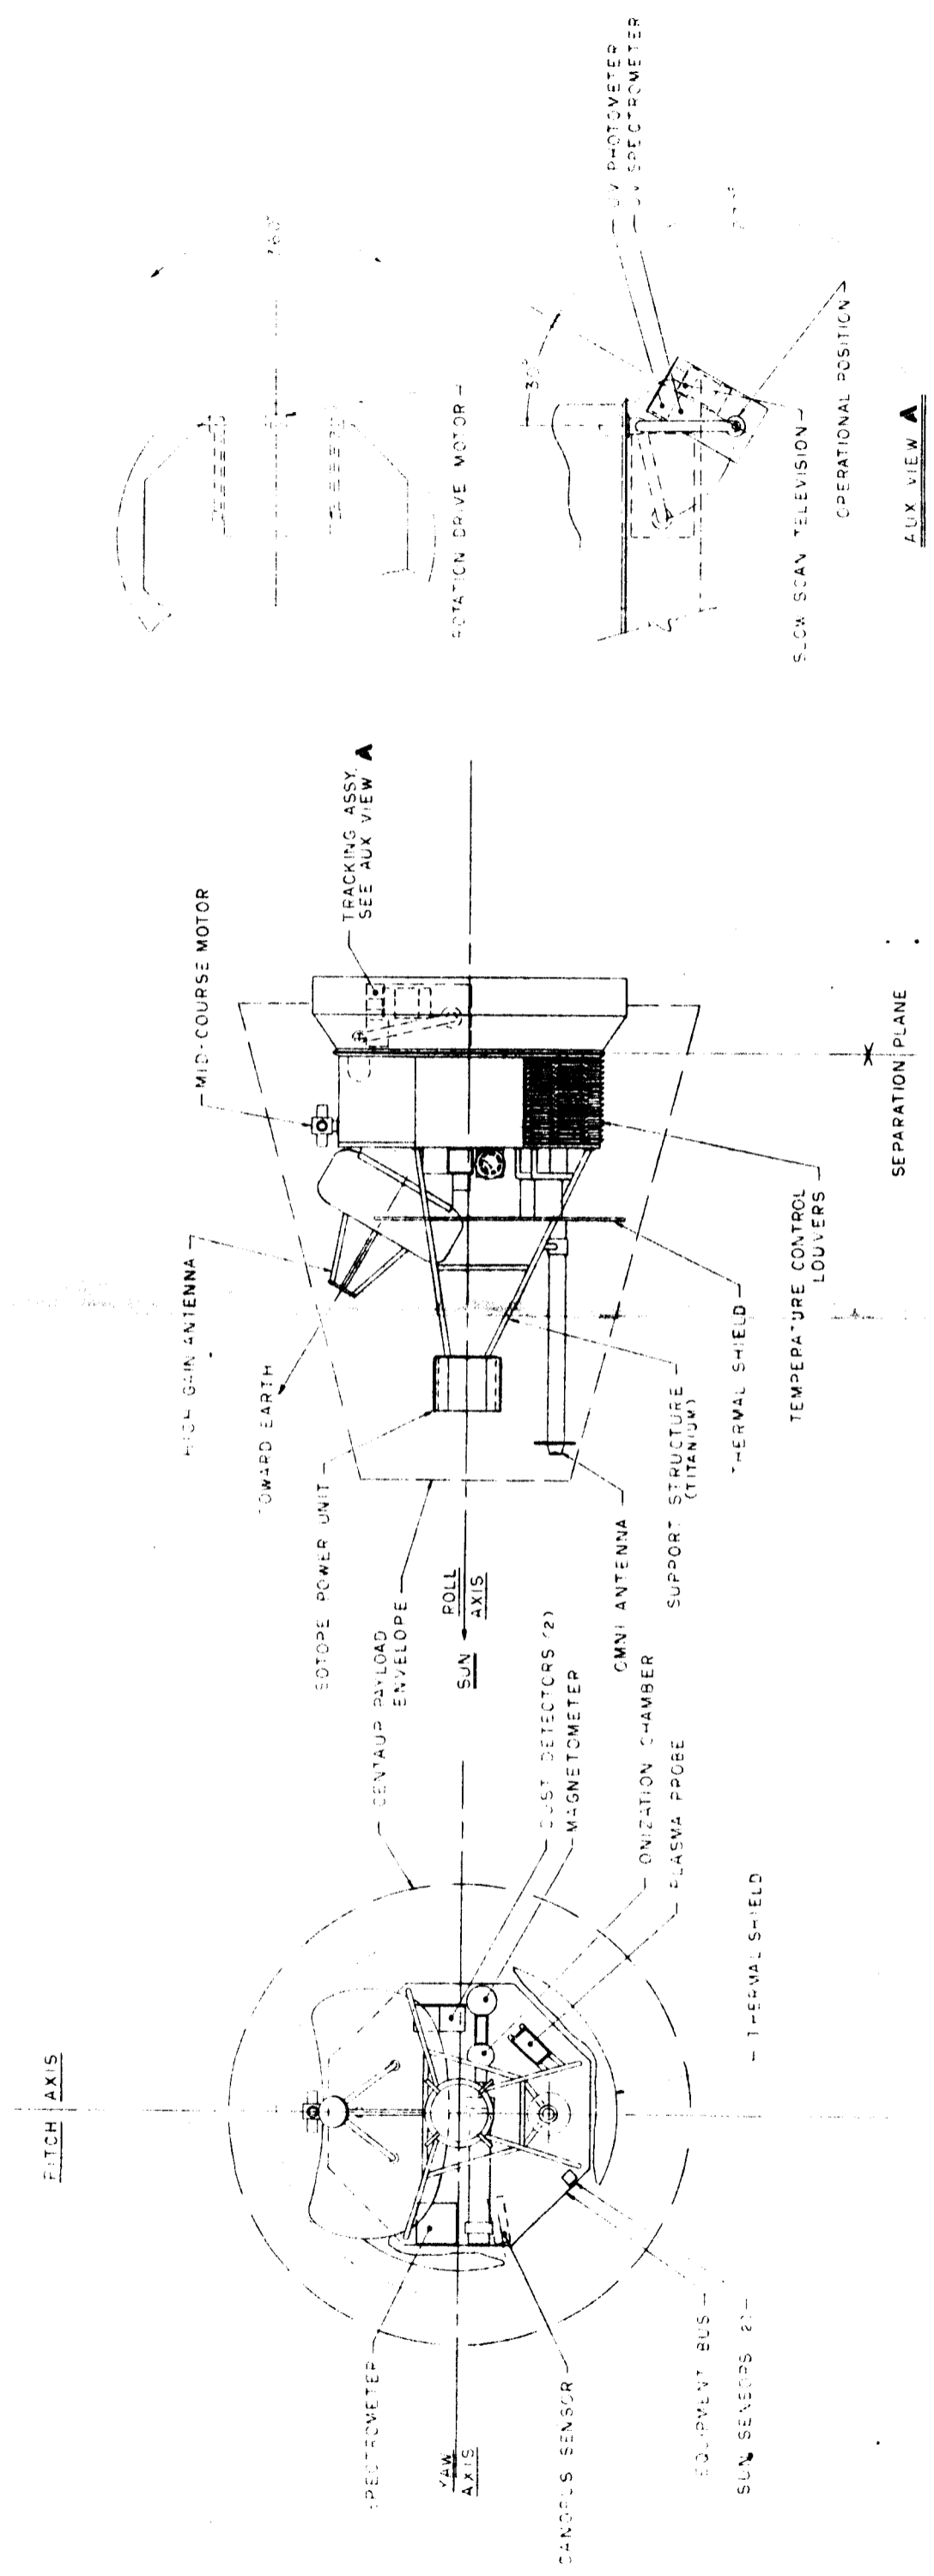 PITCH AXIS
SPECTROMETER
YAW
AXIS
CANOPUS SENSOR
EQUIPMENT BUS
SUN SENSORS (2)
THERMAL SHIELD
PLASMA PROBE
IONIZATION CHAMBER
MAGNETOMETER
DUST DETECTORS (2)
CENTAUR PAYLOAD
ENVELOPE
SUN
ROLL
AXIS
ISOTOPE POWER UNIT
TOWARD EARTH
HIGH GAIN ANTENNA
MID-COURSE MOTOR
TRACKING ASSY.
SEE AUX VIEW A
OMNI ANTENNA
SUPPORT STRUCTURE
(TITANIUM)
THERMAL SHIELD
TEMPERATURE CONTROL
LOUVERS
SEPARATION PLANE
ROTATION DRIVE MOTOR
30°
UV PHOTOMETER
UV SPECTROMETER
SLOW SCAN TELEVISION
OPERATIONAL POSITION
AUX VIEW A